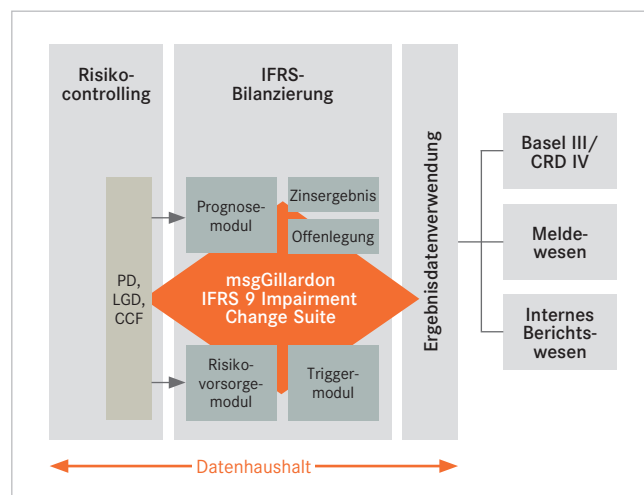 Risiko-
controlling
IFRS-
Bilanzierung
Ergebnisdatenverwendung
Basel III/
CRD IV
Melde-
wesen
Internes
Berichts-
wesen
PD,
LGD,
CCF
Prognose-
modul
Zinsergebnis
Offenlegung
msgGillardon
IFRS 9 Impairment
Change Suite
Risiko-
vorsorge-
modul
Trigger-
modul
Datenhaushalt